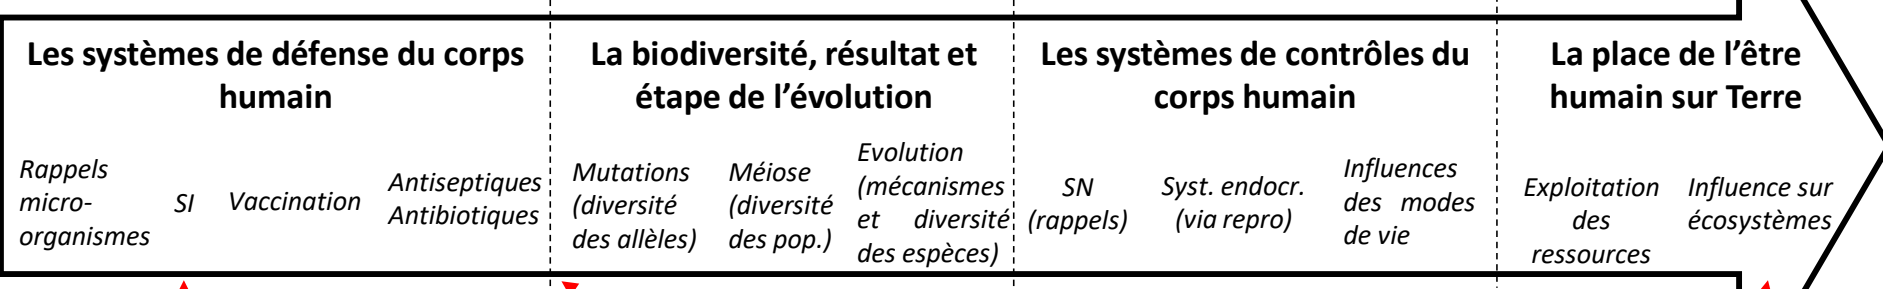 Les systèmes de défense du corps
humain
Rappels
micro-
organismes
SI
Vaccination
Antiseptiques
Antibiotiques
La biodiversité, résultat et
étape de l'évolution
Mutations
(diversité
des allèles)
Méiose
(diversité
des pop.)
Evolution
(mécanismes
et diversité
des espèces)
Les systèmes de contrôles du
corps humain
SN
(rappels)
Syst. endocr.
(via repro)
Influences
des modes
de vie
La place de l'être
humain sur Terre
Exploitation
des
ressources
Influence sur
écosystèmes